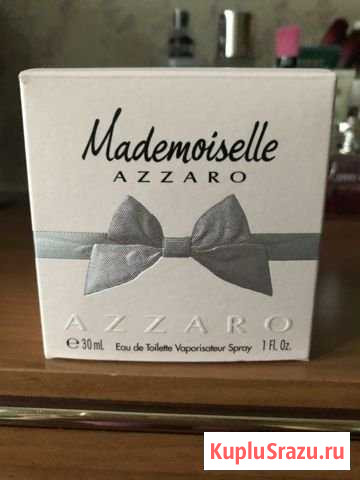 Mademoiselle
AZZARO
AZZARO
℮ 30 mL Eau de Toilette Vaporisateur Spray 1 Fl. Oz.
KupluSrazu.ru